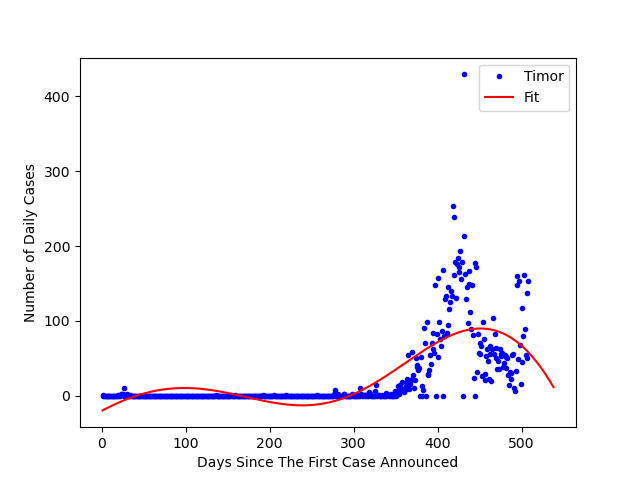 Timor
Fit
Number of Daily Cases
400
300
200
100
0
0 100 200 300 400 500
Days Since The First Case Announced